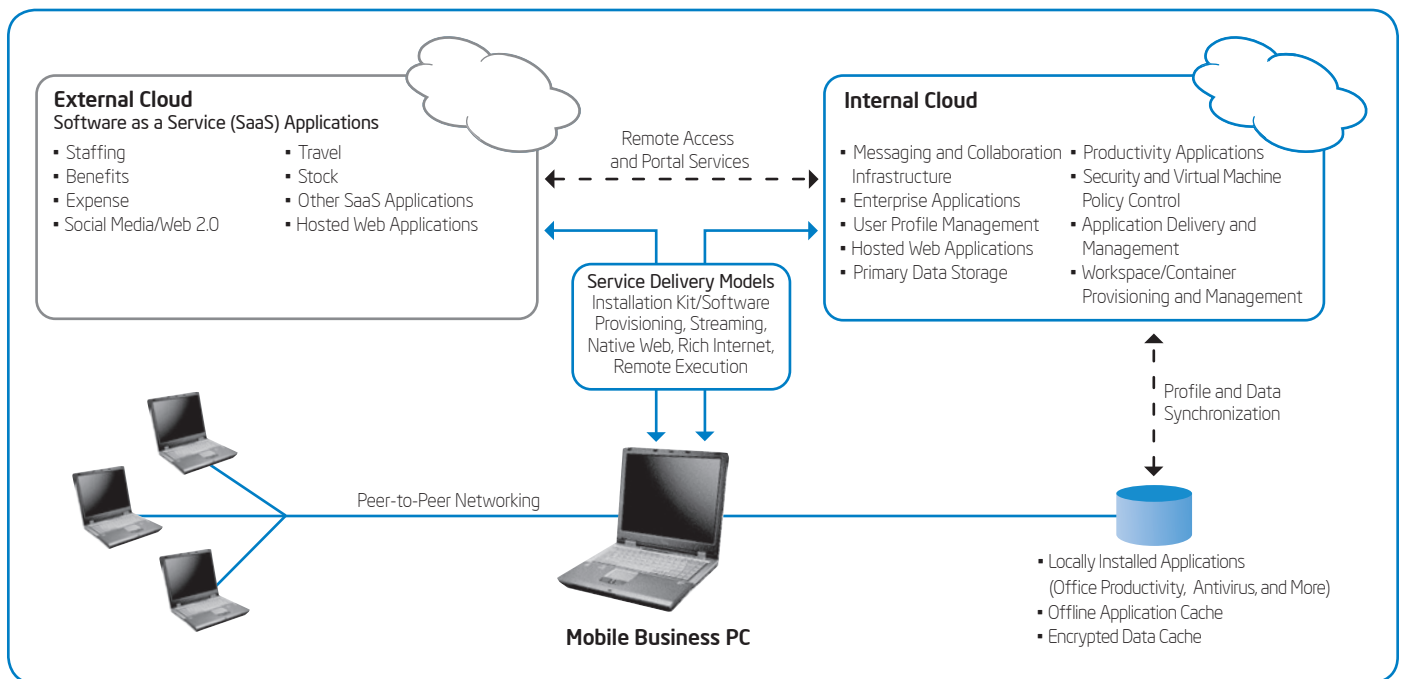 External Cloud
Software as a Service (SaaS) Applications
▪ Staffing
▪ Benefits
▪ Expense
▪ Social Media/Web 2.0
▪ Travel
▪ Stock
▪ Other SaaS Applications
▪ Hosted Web Applications
Remote Access
and Portal Services
Internal Cloud
▪ Messaging and Collaboration
Infrastructure
▪ Enterprise Applications
▪ User Profile Management
▪ Hosted Web Applications
▪ Primary Data Storage
▪ Productivity Applications
▪ Security and Virtual Machine
Policy Control
▪ Application Delivery and
Management
▪ Workspace/Container
Provisioning and Management
Service Delivery Models
Installation Kit/Software
Provisioning, Streaming,
Native Web, Rich Internet,
Remote Execution
Profile and Data
Synchronization
Peer-to-Peer Networking
Mobile Business PC
▪ Locally Installed Applications
(Office Productivity, Antivirus, and More)
▪ Offline Application Cache
▪ Encrypted Data Cache